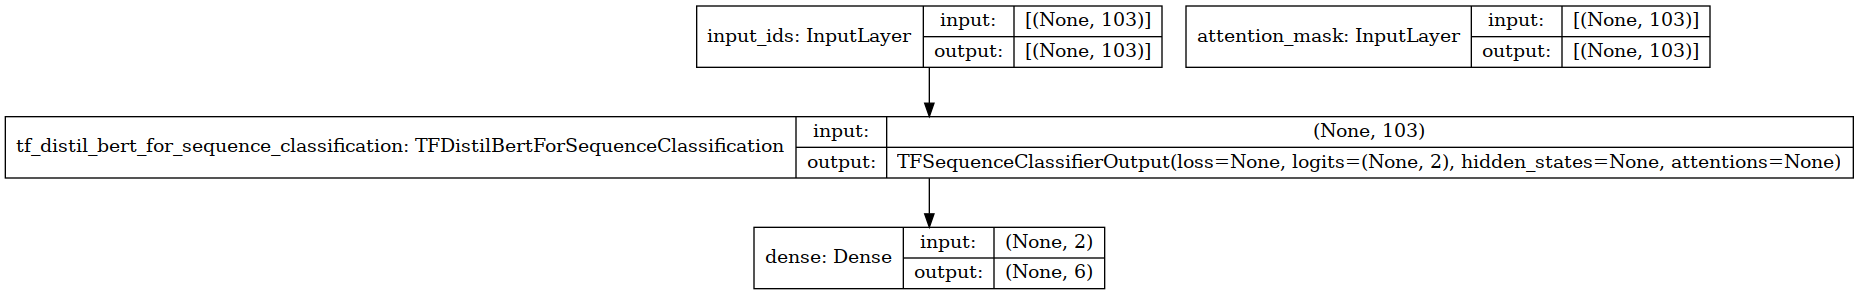 input_ids: InputLayer
input:
[(None, 103)]
output:
[(None, 103)]
attention_mask: InputLayer
input:
[(None, 103)]
output:
[(None, 103)]
tf_distil_bert_for_sequence_classification: TFDistilBertForSequenceClassification
input:
(None, 103)
output:
TFSequenceClassifierOutput(loss=None, logits=(None, 2), hidden_states=None, attentions=None)
dense: Dense
input:
(None, 2)
output:
(None, 6)